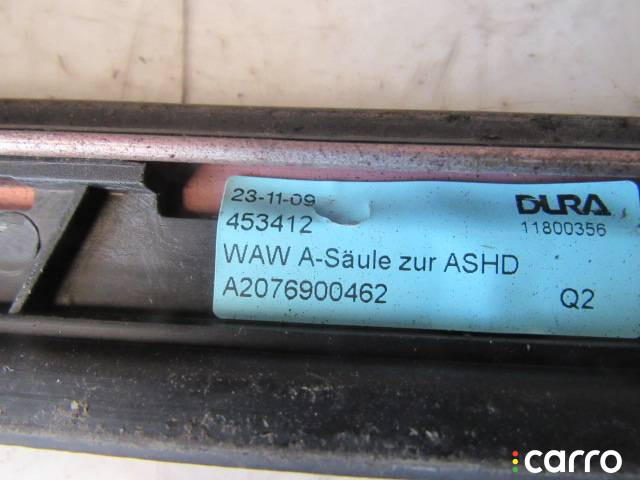 23-11-09
DURA
453412
11800356
WAW A-Säule zur ASHD
A2076900462
Q2
carro